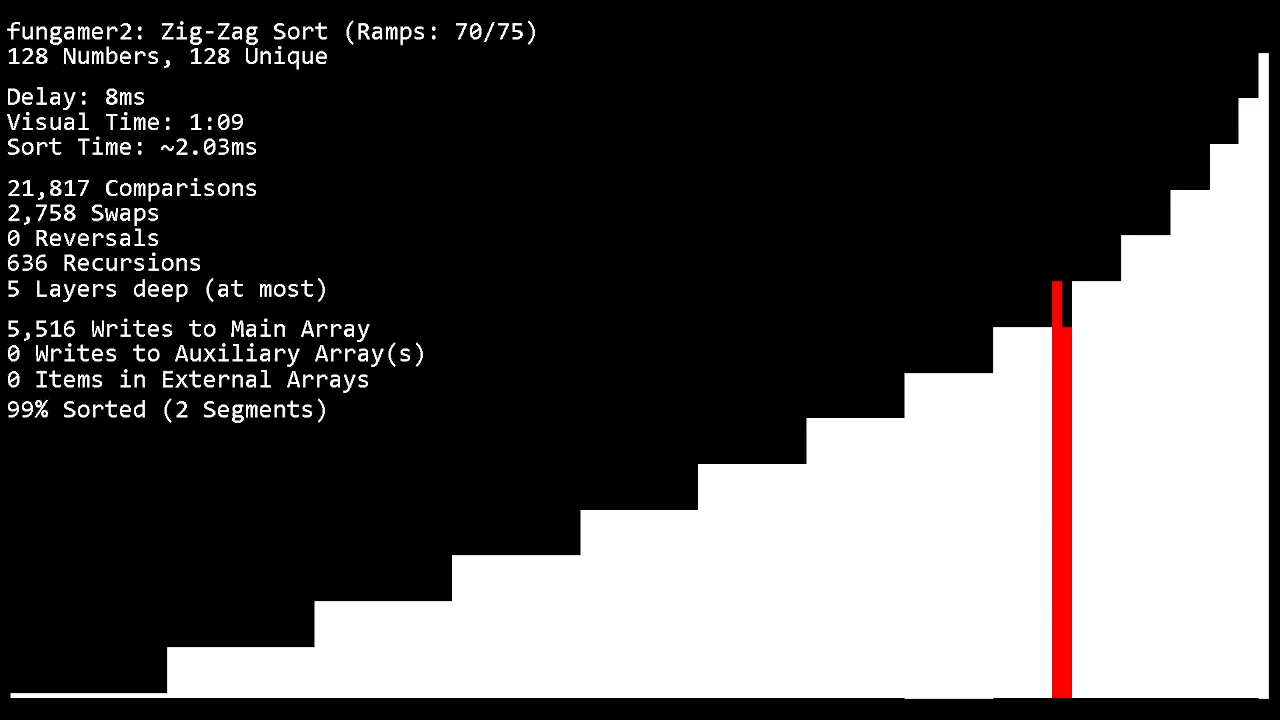 fungamer2: Zig-Zag Sort (Ramps: 70/75)
128 Numbers, 128 Unique
Delay: 8ms
Visual Time: 1:09
Sort Time: ~2.03ms
21,817 Comparisons
2,758 Swaps
0 Reversals
636 Recursions
5 Layers deep (at most)
5,516 Writes to Main Array
0 Writes to Auxiliary Array(s)
0 Items in External Arrays
99% Sorted (2 Segments)